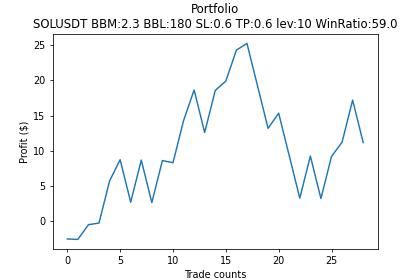 Portfolio
SOLUSDT BBM:2.3 BBL:180 SL:0.6 TP:0.6 lev:10 WinRatio:59.0
Profit ($)
25
20
15
10
5
0
0 5 10 15 20 25
Trade counts